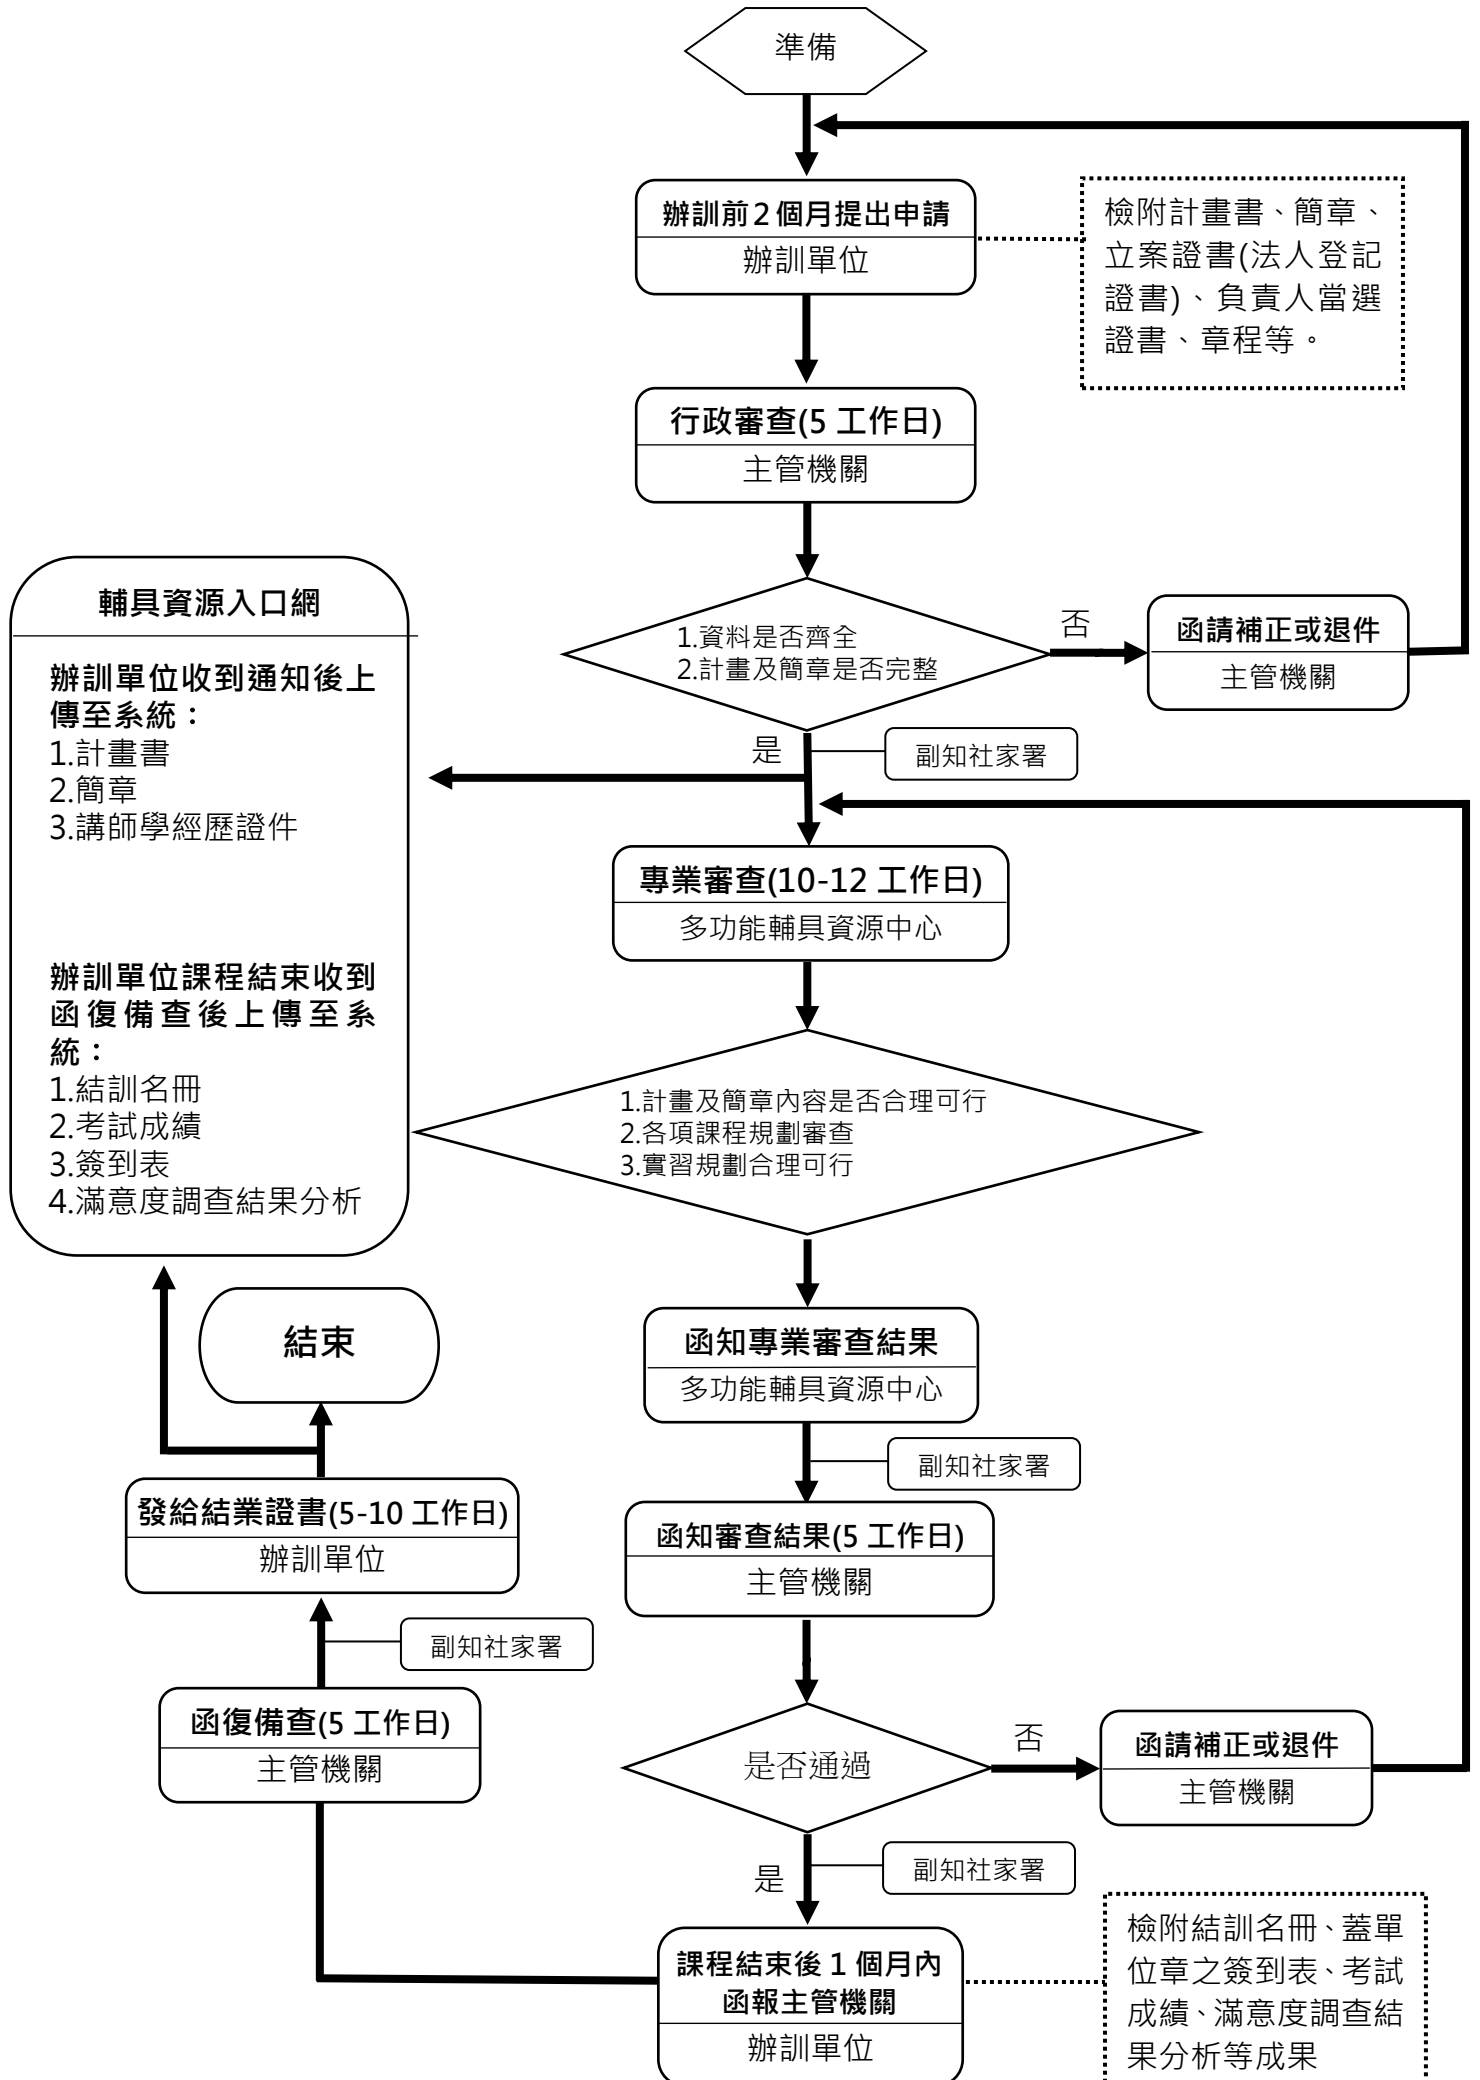 準備
辦訓前2個月提出申請
辦訓單位
檢附計畫書、簡章、
立案證書(法人登記
證書)、負責人當選
證書、章程等。
行政審查(5 工作日)
主管機關
1.資料是否齊全
2.計畫及簡章是否完整
否
函請補正或退件
主管機關
是
副知社家署
輔具資源入口網
辦訓單位收到通知後上
傳至系統：
1.計畫書
2.簡章
3.講師學經歷證件
辦訓單位課程結束收到
函復備查後上傳至系
統：
1.結訓名冊
2.考試成績
3.簽到表
4.滿意度調查結果分析
專業審查(10-12 工作日)
多功能輔具資源中心
1.計畫及簡章內容是否合理可行
2.各項課程規劃審查
3.實習規劃合理可行
函知專業審查結果
多功能輔具資源中心
副知社家署
函知審查結果(5 工作日)
主管機關
是否通過
否
函請補正或退件
主管機關
是
副知社家署
課程結束後 1 個月內
函報主管機關
辦訓單位
檢附結訓名冊、蓋單
位章之簽到表、考試
成績、滿意度調查結
果分析等成果
函復備查(5 工作日)
主管機關
副知社家署
發給結業證書(5-10 工作日)
辦訓單位
結束